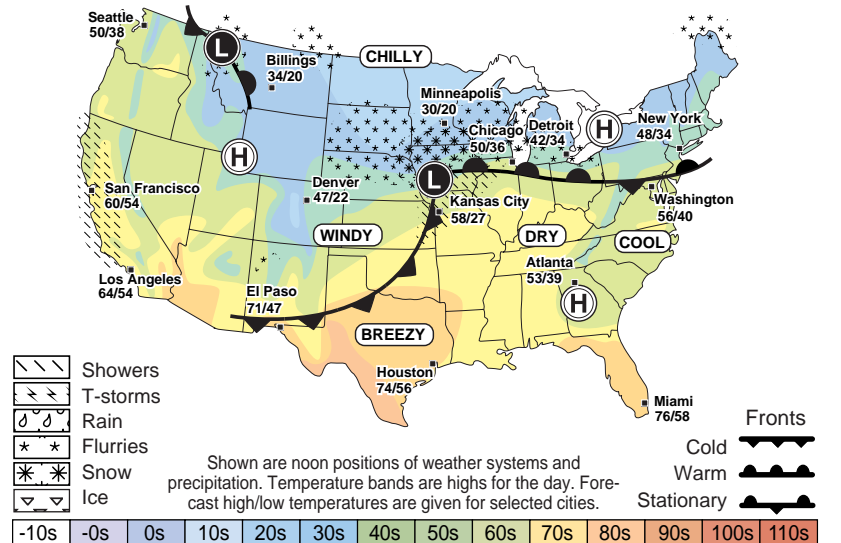 Seattle
50/38
L
Billings
34/20
CHILLY
Minneapolis
30/20
Chicago
50/36
Detroit
42/34
H
New York
48/34
H
San Francisco
60/54
Denver
47/22
L
Kansas City
58/27
Washington
56/40
WINDY
DRY
COOL
Los Angeles
64/54
El Paso
71/47
Atlanta
53/39
H
BREEZY
Houston
74/56
Miami
76/58
Showers
T-storms
Rain
Flurries
Snow
Ice
Shown are noon positions of weather systems and
precipitation. Temperature bands are highs for the day. Fore-
cast high/low temperatures are given for selected cities.
Fronts
Cold
Warm
Stationary
-10s -0s 0s 10s 20s 30s 40s 50s 60s 70s 80s 90s 100s 110s